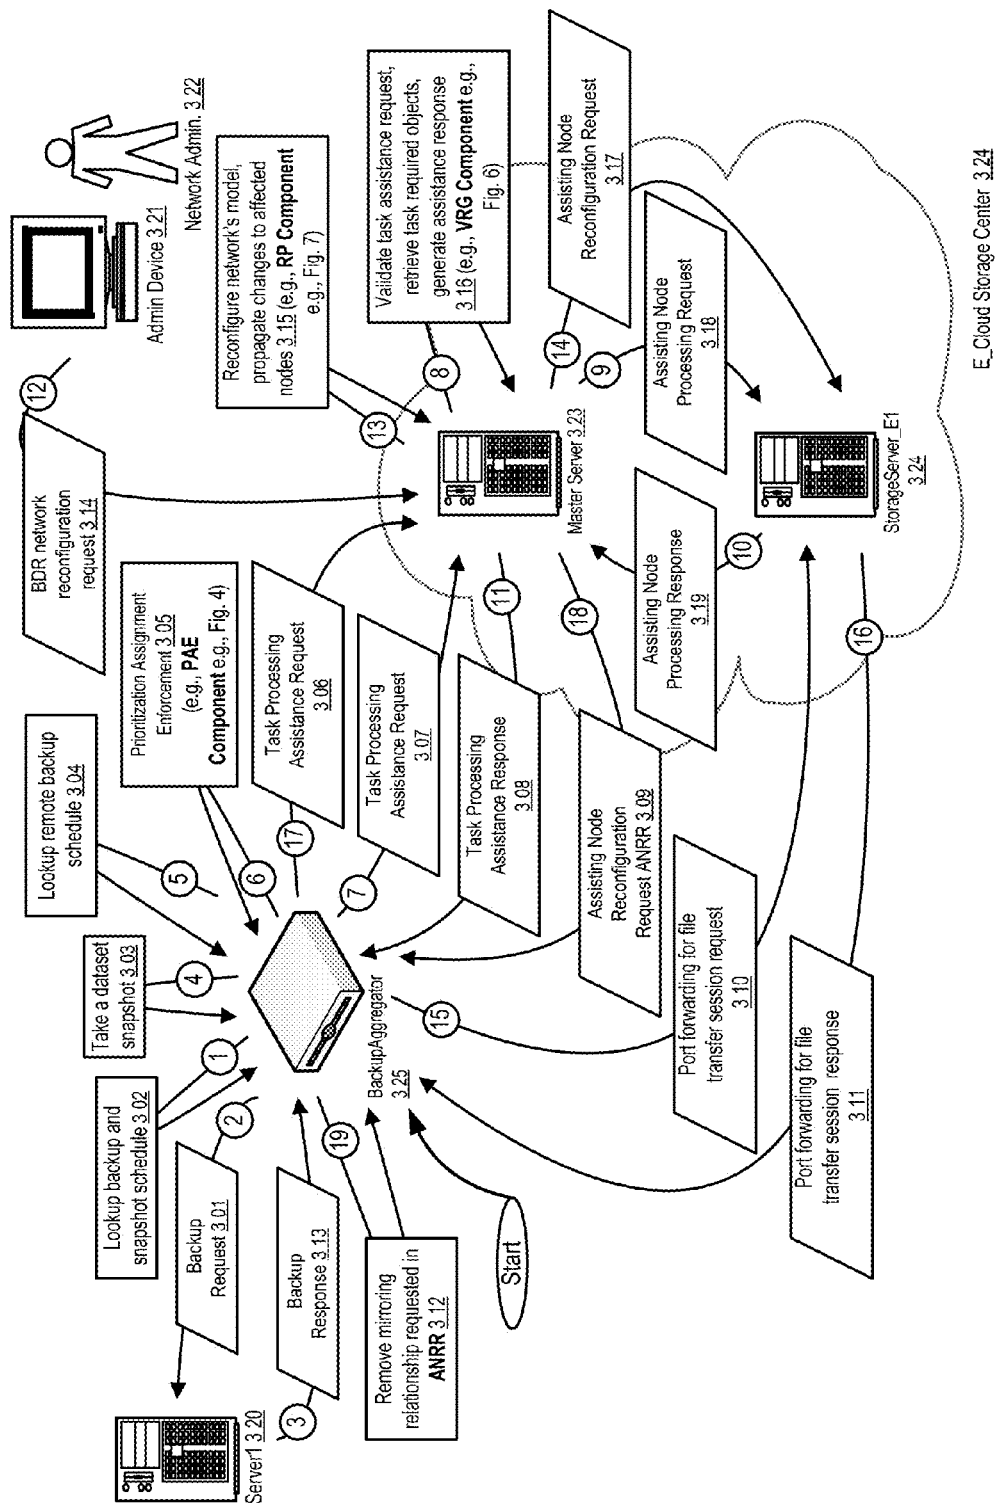 Server1 3.20
Backup
Request 3.01
Backup
Response 3.13
Lookup backup and
snapshot schedule 3.02
Take a dataset
snapshot 3.03
Lookup remote backup
schedule 3.04
Prioritization Assignment
Enforcement 3.05
(e.g., PAE
Component e.g., Fig. 4)
BDR network
reconfiguration
request 3.14
Admin Device 3.21
Network Admin. 3.22
Reconfigure network's model,
propagate changes to affected
nodes 3.15 (e.g., RP Component
e.g., Fig. 7)
Validate task assistance request,
retrieve task required objects,
generate assistance response
3.16 (e.g., VRG Component e.g.,
Fig. 6)
Assisting Node
Reconfiguration Request
3.17
Assisting Node
Processing Request
3.18
Assisting Node
Processing Response
3.19
Task Processing
Assistance Request
3.06
Task Processing
Assistance Request
3.07
Task Processing
Assistance Response
3.08
Assisting Node
Reconfiguration
Request ANRR 3.09
Port forwarding for file
transfer session request
3.10
Port forwarding for file
transfer session response
3.11
Remove mirroring
relationship requested in
ANRR 3.12
Start
BackupAggregator
3.25
Master Server 3.23
StorageServer_E1
3.24
E_Cloud Storage Center 3.24
1
2
3
4
5
6
7
8
9
10
11
12
13
14
15
16
17
18
19